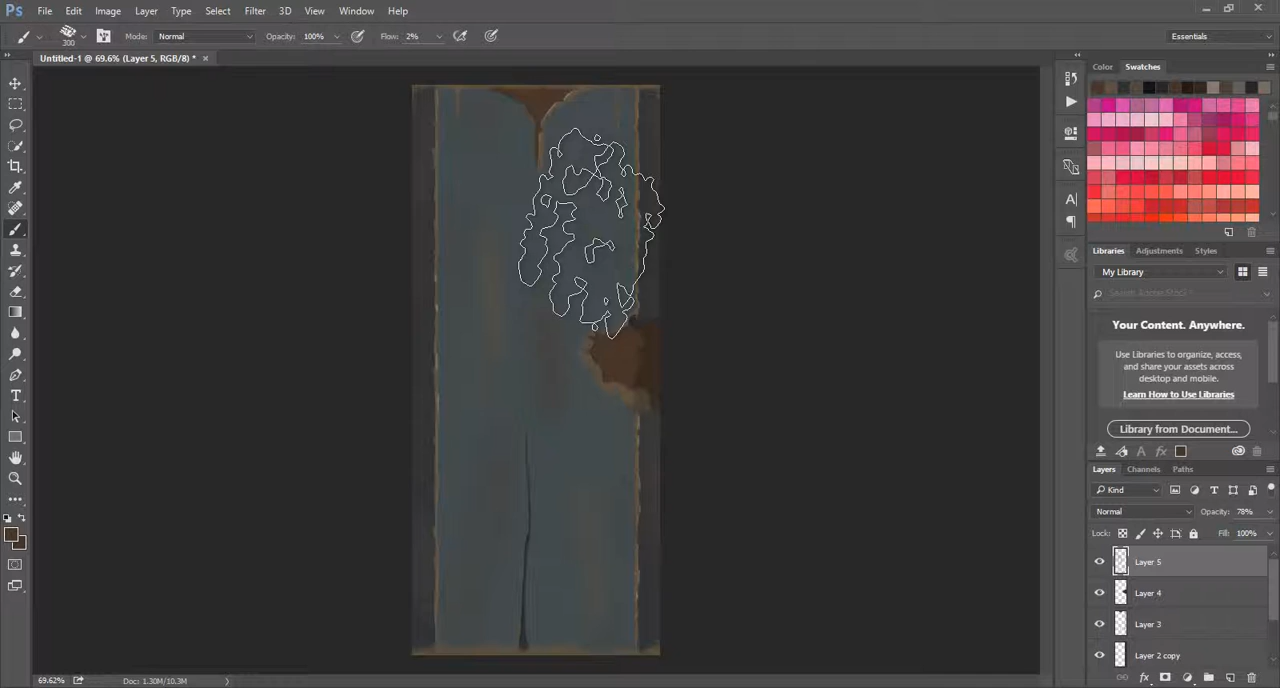 Ps File Edit Image Layer Type Select Filter 3D View Window Help
300 Mode: Normal Opacity: 100% Flow: 2% Essentials
Untitled-1 @ 69.6% (Layer 5, RGB/8) * ×
Color Swatches
Libraries Adjustments Styles
My Library
Search Adobe Stock
Your Content. Anywhere.
Use Libraries to organize, access,
and share your assets across
desktop and mobile.
Learn How to Use Libraries
Library from Document...
Layers Channels Paths
Kind
Normal Opacity: 78%
Lock: Fill: 100%
Layer 5
Layer 4
Layer 3
Layer 2 copy
69.62% Doc: 1.30M/10.3M